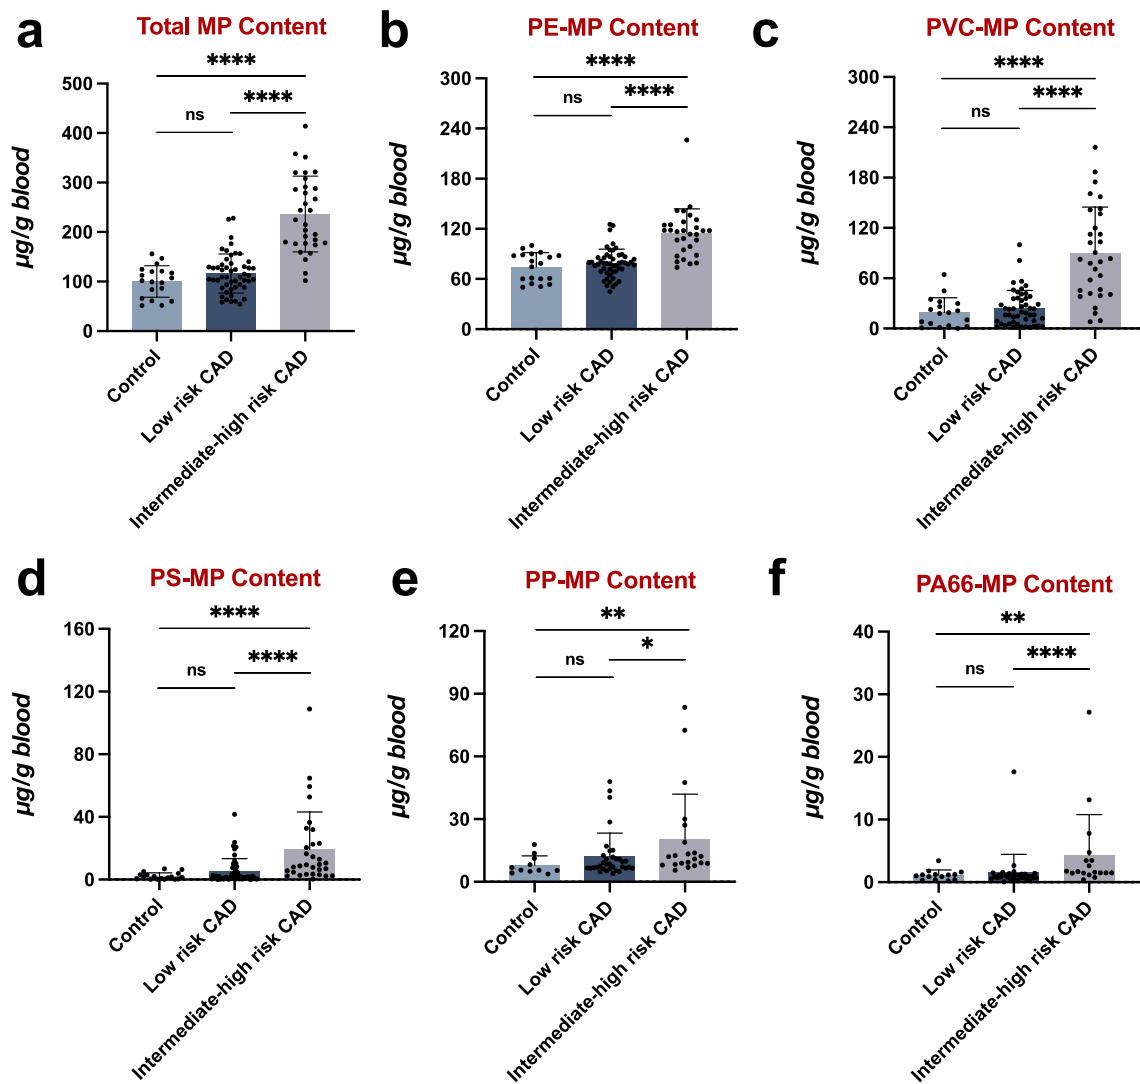 a
Total MP Content
****
ns
****
500
400
300
200
100
0
µg/g blood
Control
Low risk CAD
Intermediate-high risk CAD
b
PE-MP Content
****
ns
****
300
240
180
120
60
0
µg/g blood
Control
Low risk CAD
Intermediate-high risk CAD
c
PVC-MP Content
****
ns
****
300
240
180
120
60
0
µg/g blood
Control
Low risk CAD
Intermediate-high risk CAD
d
PS-MP Content
****
ns
****
160
120
80
40
0
µg/g blood
Control
Low risk CAD
Intermediate-high risk CAD
e
PP-MP Content
**
ns
*
120
90
60
30
0
µg/g blood
Control
Low risk CAD
Intermediate-high risk CAD
f
PA66-MP Content
**
ns
****
40
30
20
10
0
µg/g blood
Control
Low risk CAD
Intermediate-high risk CAD